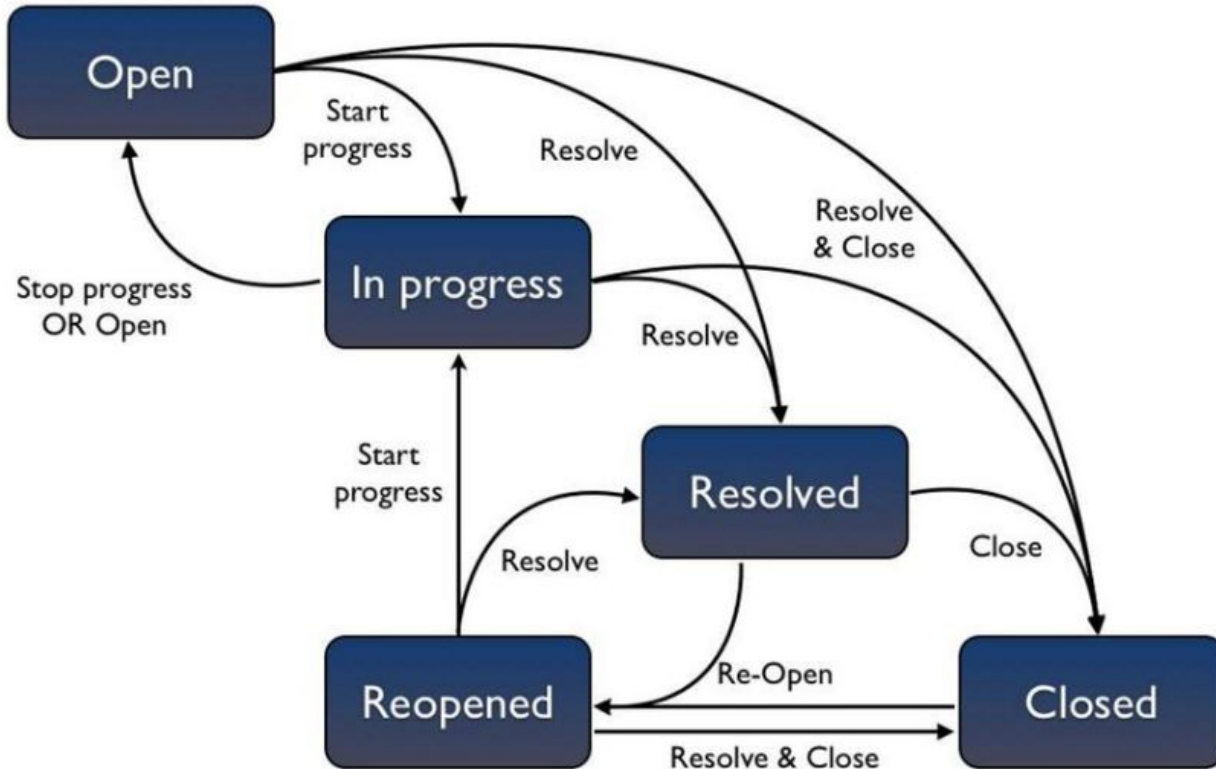 Open
Start
progress
Resolve
Resolve
& Close
Stop progress
OR Open
In progress
Resolve
Start
progress
Resolved
Resolve
Close
Reopened
Re-Open
Closed
Resolve & Close